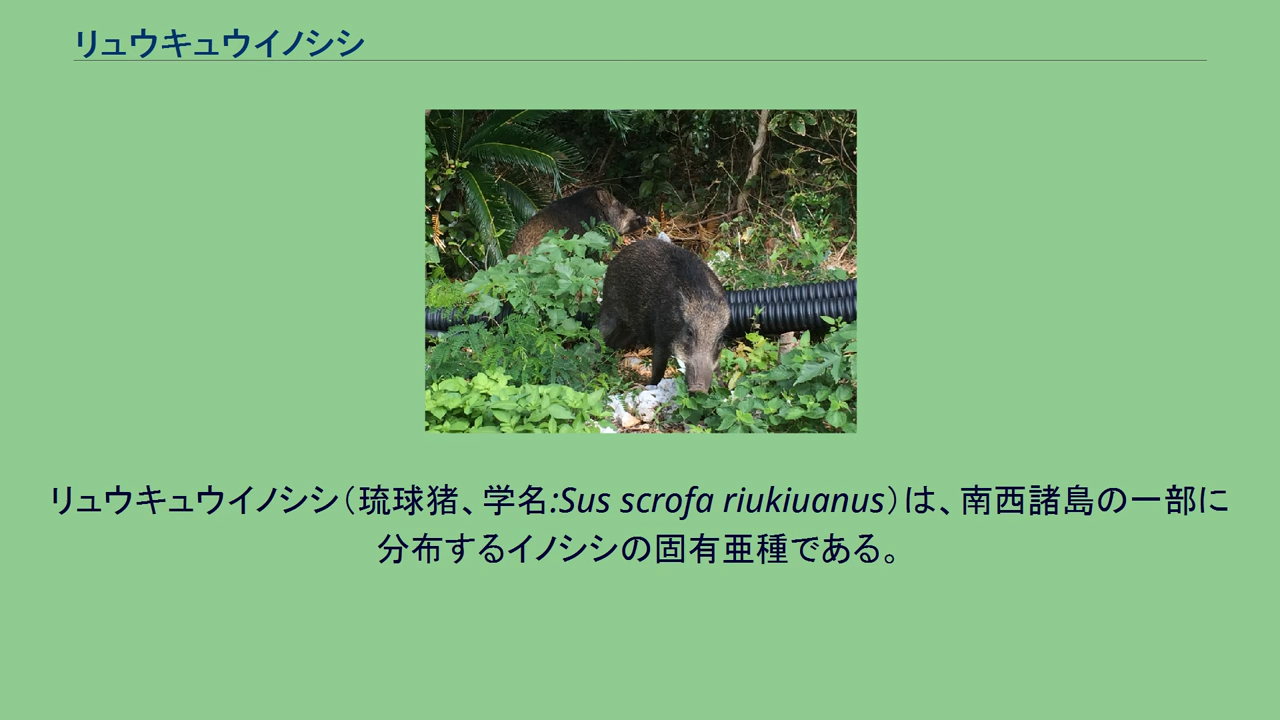 リュウキュウイノシシ
リュウキュウイノシシ（琉球猪、学名:Sus scrofa riukiuanus）は、南西諸島の一部に
分布するイノシシの固有亜種である。